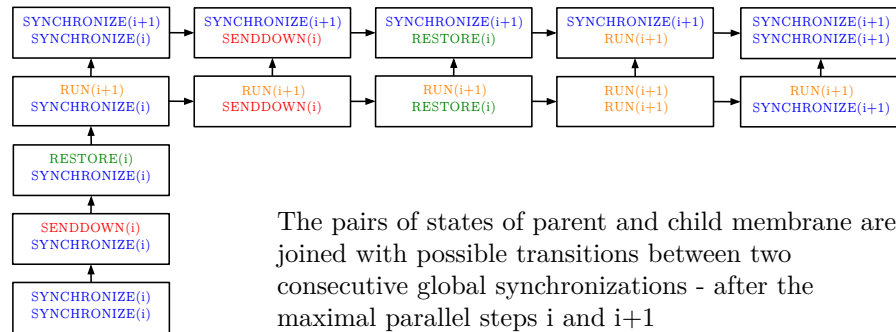 SYNCHRONIZE(i+1) SYNCHRONIZE(i+1) SYNCHRONIZE(i+1) SYNCHRONIZE(i+1) SYNCHRONIZE(i+1)
SYNCHRONIZE(i) SENDDOWN(i) RESTORE(i) RUN(i+1) SYNCHRONIZE(i+1)
RUN(i+1) RUN(i+1) RUN(i+1) RUN(i+1) RUN(i+1)
SYNCHRONIZE(i) SENDDOWN(i) RESTORE(i) RUN(i+1) SYNCHRONIZE(i+1)
RESTORE(i)
SYNCHRONIZE(i)
SENDDOWN(i)
SYNCHRONIZE(i)
SYNCHRONIZE(i)
SYNCHRONIZE(i)
The pairs of states of parent and child membrane are
joined with possible transitions between two
consecutive global synchronizations - after the
maximal parallel steps i and i+1